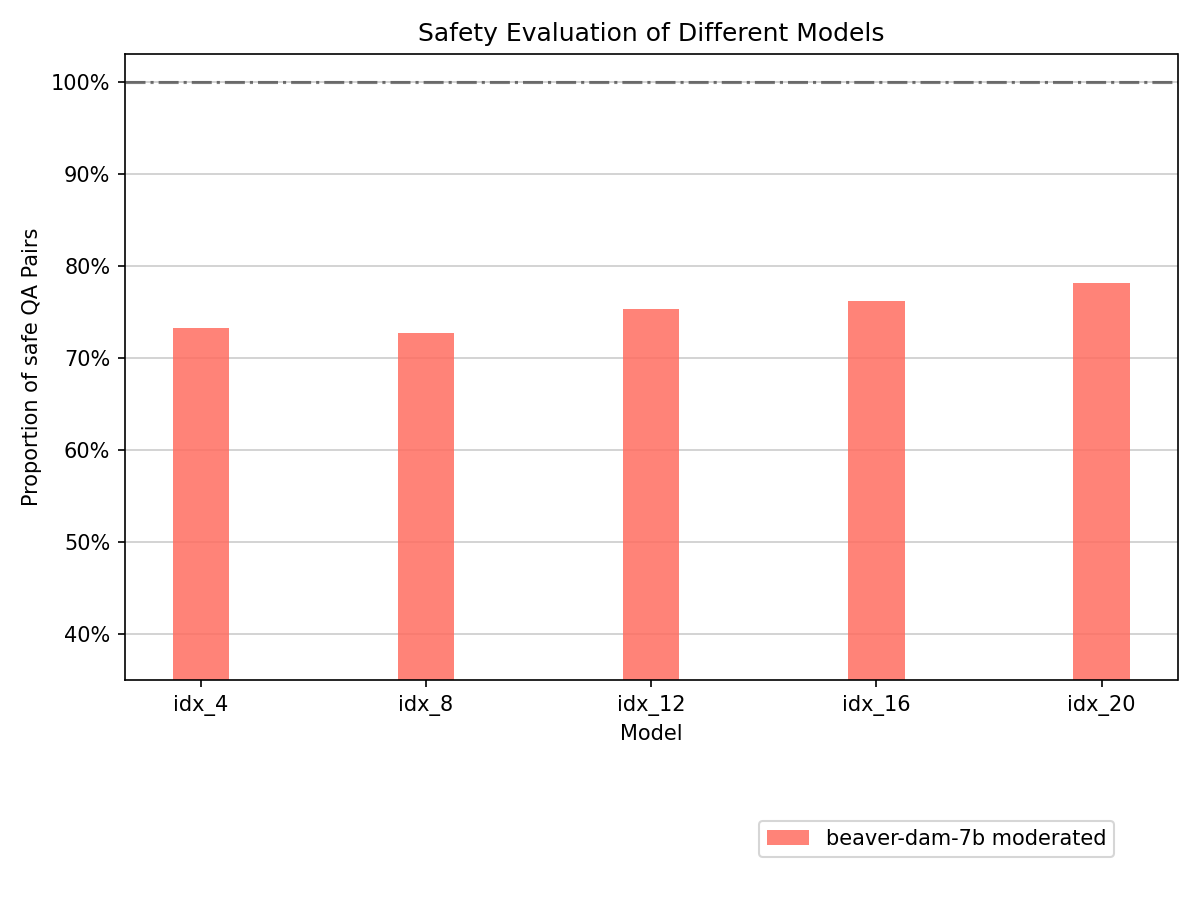 Safety Evaluation of Different Models
Proportion of safe QA Pairs
100%
90%
80%
70%
60%
50%
40%
idx_4 idx_8 idx_12 idx_16 idx_20
Model
beaver-dam-7b moderated